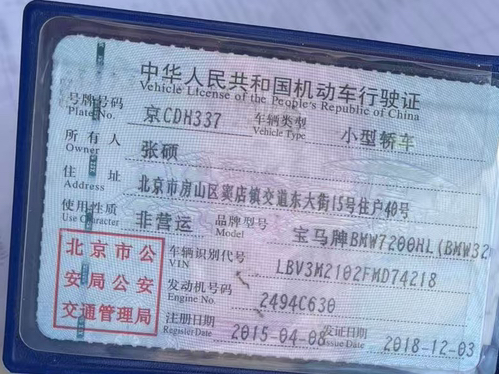 中华人民共和国机动车行驶证
Vehicle License of the People's Republic of China
号牌号码 京CDH337 车辆类型 小型轿车
Plate No. Vehicle Type
所有人 张硕
Owner
住址 北京市房山区窦店镇交道东大街15号住户40号
Address
使用性质 非营运 品牌型号 宝马牌BMW7200HL(BMW32
Use Character Model
北京市公安局公安交通管理局
车辆识别代号 LBV3M2102FMD74218
VIN
发动机号码 2494C630
Engine No.
注册日期 2015-04-08 发证日期 2018-12-03
Register Date Issue Date